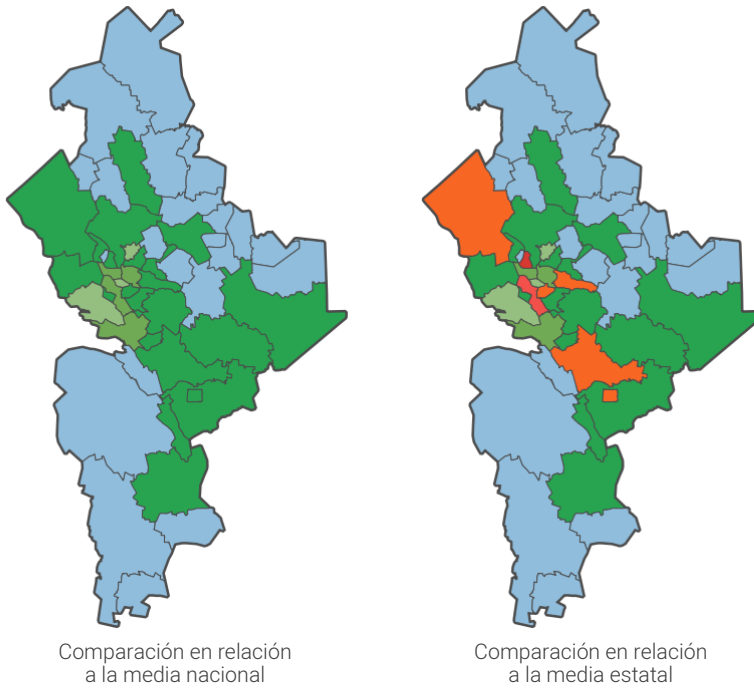 Comparación en relación
a la media nacional
Comparación en relación
a la media estatal